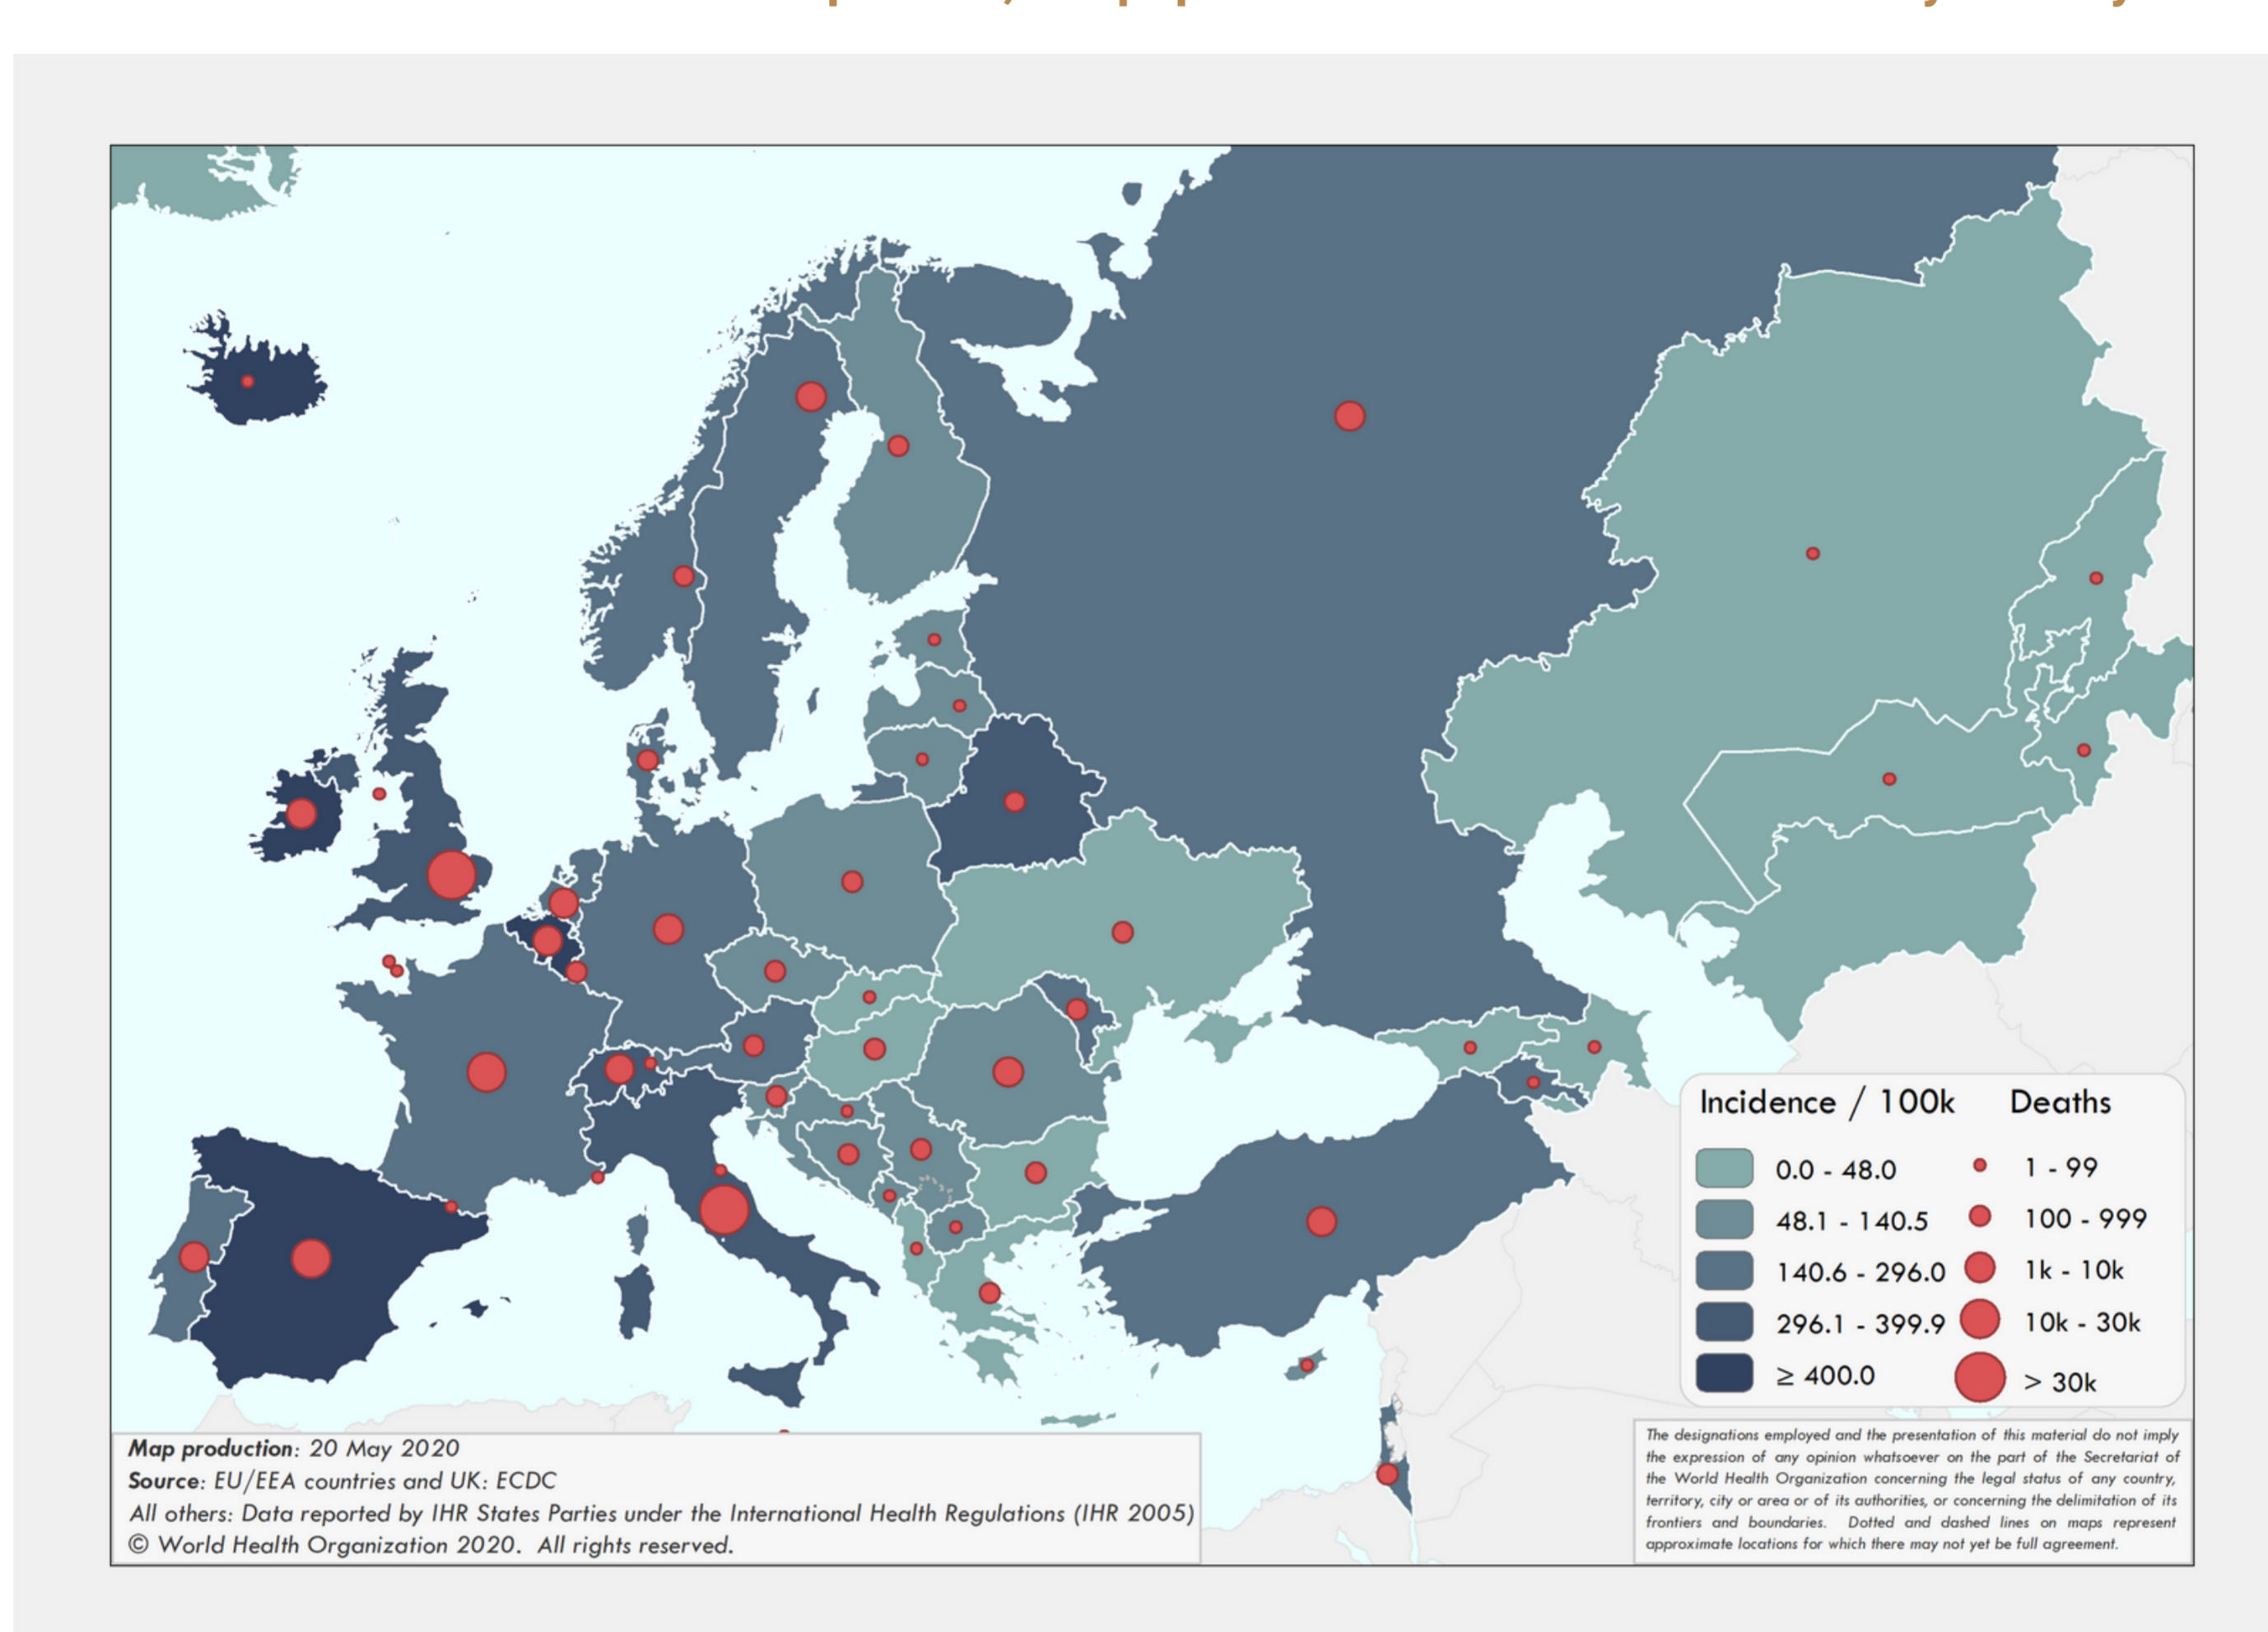 Incidence / 100k Deaths
0.0 - 48.0 1 - 99
48.1 - 140.5 100 - 999
140.6 - 296.0 1k - 10k
296.1 - 399.9 10k - 30k
≥ 400.0 > 30k
Map production: 20 May 2020
Source: EU/EEA countries and UK: ECDC
All others: Data reported by IHR States Parties under the International Health Regulations (IHR 2005)
© World Health Organization 2020. All rights reserved.
The designations employed and the presentation of this material do not imply
the expression of any opinion whatsoever on the part of the Secretariat of
the World Health Organization concerning the legal status of any country,
territory, city or area or of its authorities, or concerning the delimitation of its
frontiers and boundaries. Dotted and dashed lines on maps represent
approximate locations for which there may not yet be full agreement.